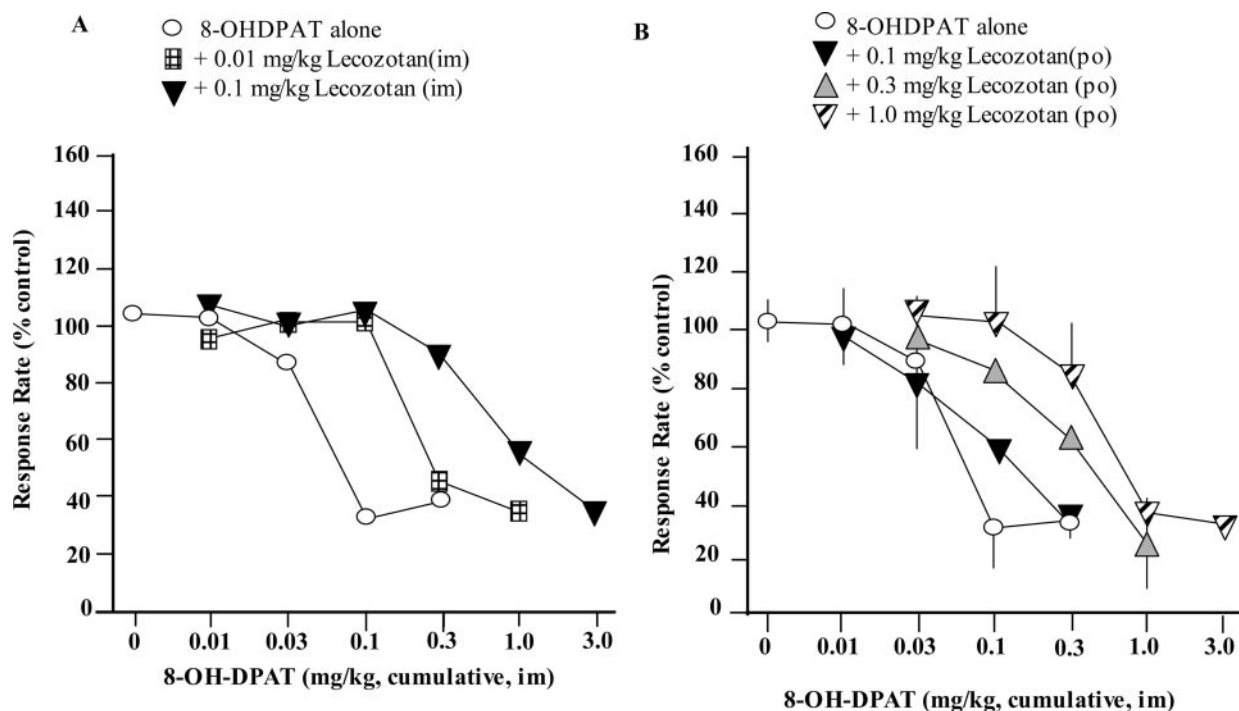 A
8-OHDPAT alone
+ 0.01 mg/kg Lecozotan(im)
+ 0.1 mg/kg Lecozotan (im)
160
140
120
100
80
60
40
20
0
Response Rate (% control)
0 0.01 0.03 0.1 0.3 1.0 3.0
8-OH-DPAT (mg/kg, cumulative, im)
B
8-OHDPAT alone
+ 0.1 mg/kg Lecozotan(po)
+ 0.3 mg/kg Lecozotan (po)
+ 1.0 mg/kg Lecozotan (po)
160
140
120
100
80
60
40
20
0
Response Rate (% control)
0 0.01 0.03 0.1 0.3 1.0 3.0
8-OH-DPAT (mg/kg, cumulative, im)